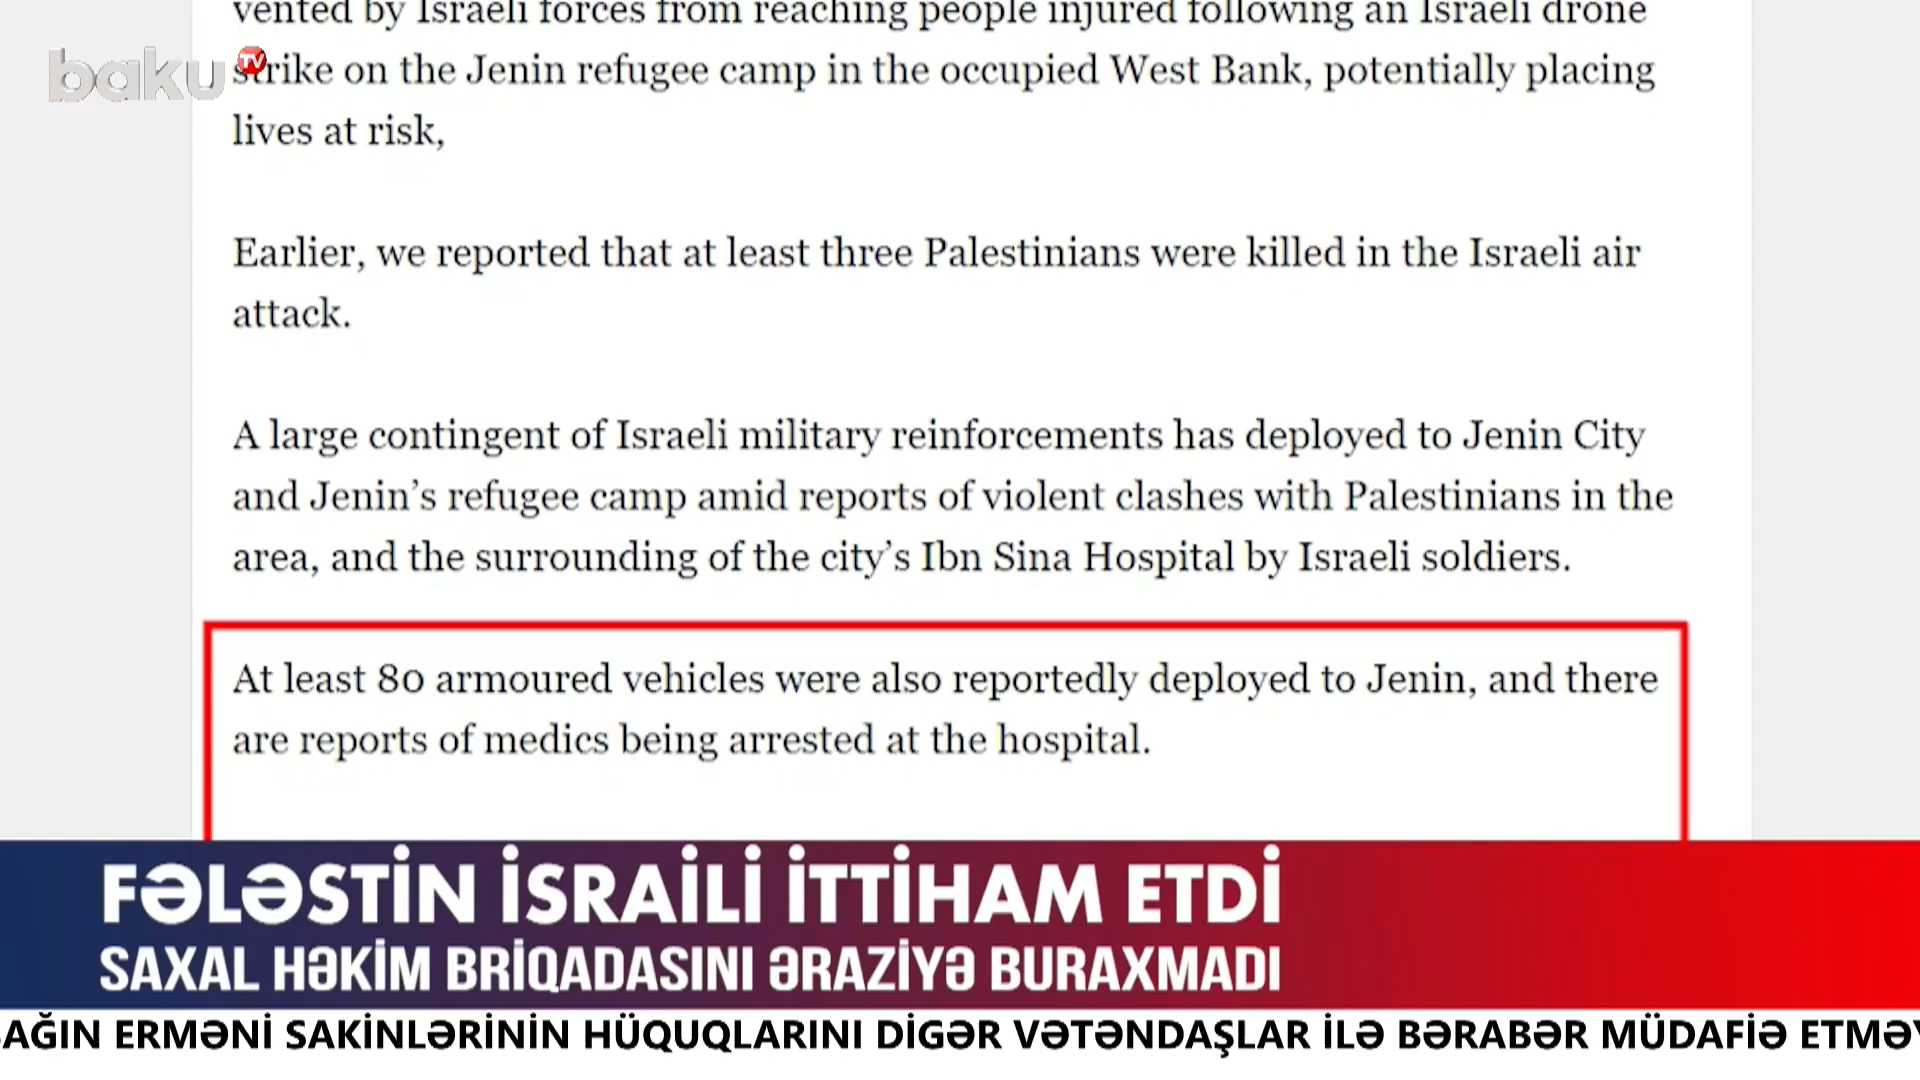 vented by Israeli forces from reaching people injured following an Israeli drone
baku TV
strike on the Jenin refugee camp in the occupied West Bank, potentially placing
lives at risk,
Earlier, we reported that at least three Palestinians were killed in the Israeli air
attack.
A large contingent of Israeli military reinforcements has deployed to Jenin City
and Jenin’s refugee camp amid reports of violent clashes with Palestinians in the
area, and the surrounding of the city’s Ibn Sina Hospital by Israeli soldiers.
At least 80 armoured vehicles were also reportedly deployed to Jenin, and there
are reports of medics being arrested at the hospital.
FƏLƏSTİN İSRAİLİ İTTİHAM ETDİ
SAXAL HƏKİM BRİQADASINI ƏRAZİYƏ BURAXMADI
AĞIN ERMƏNİ SAKİNLƏRİNİN HÜQUQLARINI DİGƏR VƏTƏNDAŞLAR İLƏ BƏRABƏR MÜDAFİƏ ETMƏY